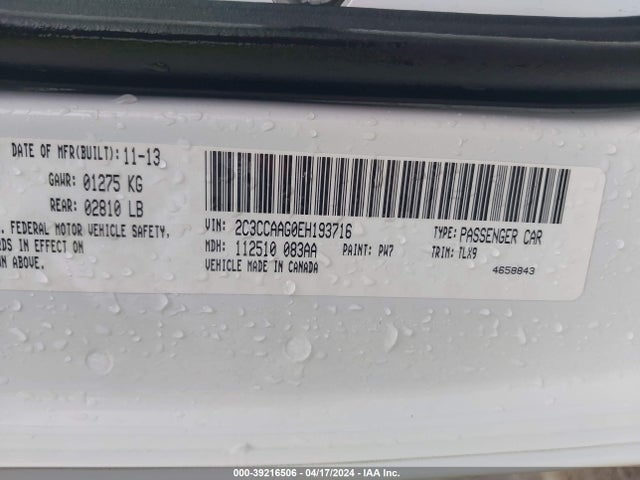 DATE OF MFR(BUILT): 11-13
GAWR: 01275 KG
REAR: 02810 LB
. FEDERAL MOTOR VEHICLE SAFETY,
RDS IN EFFECT ON
N ABOVE.
VIN: 2C3CCAAG0EH193716
TYPE: PASSENGER CAR
MDH: 112510 083AA
PAINT: PW7
TRIM: TLX9
VEHICLE MADE IN CANADA
4658843
000-39216506 - 04/17/2024 - IAA Inc.